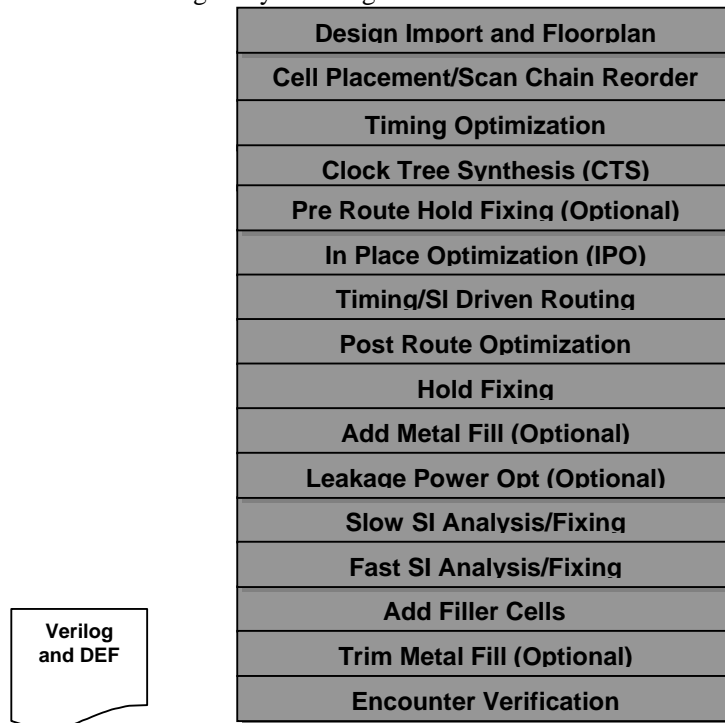 Design Import and Floorplan
Cell Placement/Scan Chain Reorder
Timing Optimization
Clock Tree Synthesis (CTS)
Pre Route Hold Fixing (Optional)
In Place Optimization (IPO)
Timing/SI Driven Routing
Post Route Optimization
Hold Fixing
Add Metal Fill (Optional)
Leakage Power Opt (Optional)
Slow SI Analysis/Fixing
Fast SI Analysis/Fixing
Add Filler Cells
Trim Metal Fill (Optional)
Encounter Verification
Verilog
and DEF